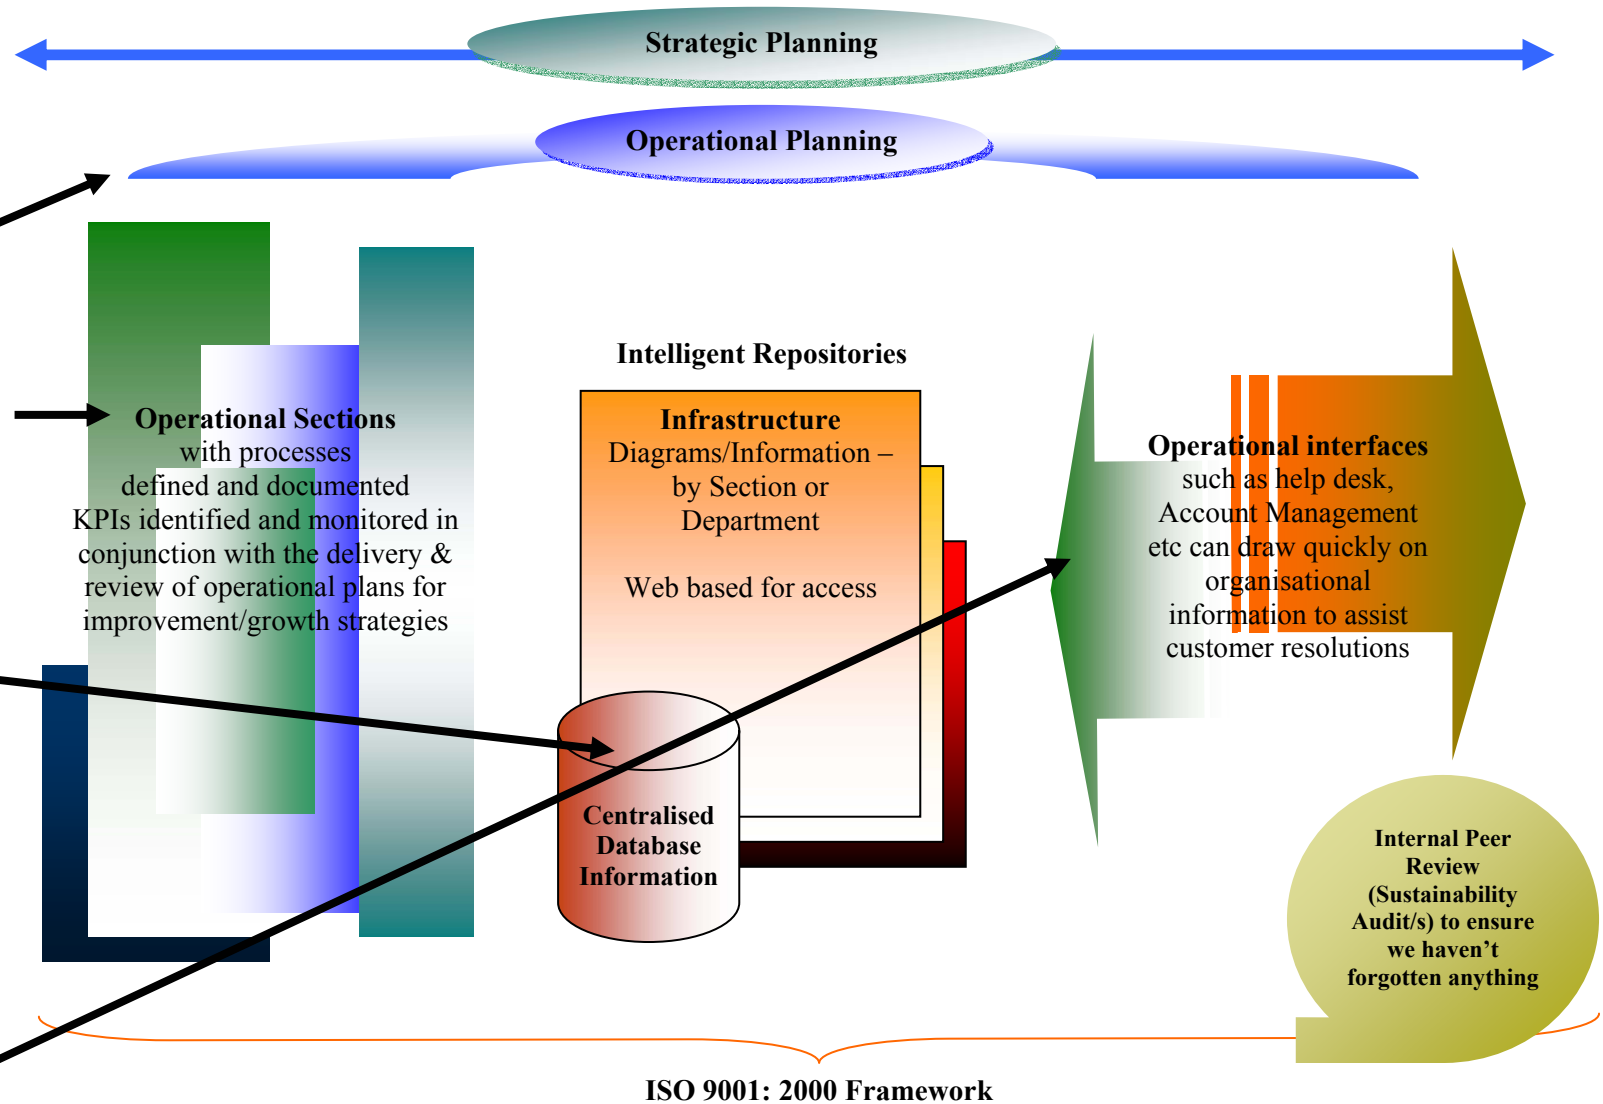 Strategic Planning
Operational Planning
Operational Sections
with processes
defined and documented
KPIs identified and monitored in
conjunction with the delivery &
review of operational plans for
improvement/growth strategies
Intelligent Repositories
Infrastructure
Diagrams/Information –
by Section or
Department
Web based for access
Centralised
Database
Information
Operational interfaces
such as help desk,
Account Management
etc can draw quickly on
organisational
information to assist
customer resolutions
Internal Peer
Review
(Sustainability
Audit/s) to ensure
we haven’t
forgotten anything
ISO 9001: 2000 Framework